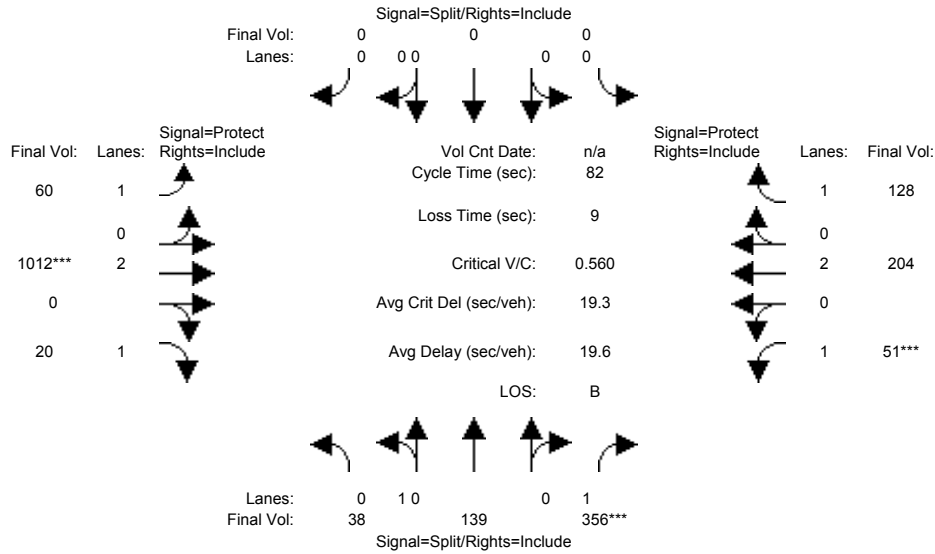 Signal=Split/Rights=Include
Final Vol: 0 0 0
Lanes: 0 0 0 0 0
Signal=Protect Signal=Protect
Final Vol: Lanes: Rights=Include Vol Cnt Date: n/a Rights=Include Lanes: Final Vol:
Cycle Time (sec): 82
60 1 1 128
Loss Time (sec): 9
0 0
1012*** 2 Critical V/C: 0.560 2 204
0 Avg Crit Del (sec/veh): 19.3 0
20 1 Avg Delay (sec/veh): 19.6 1 51***
LOS: B
Lanes: 0 1 0 0 1
Final Vol: 38 139 356***
Signal=Split/Rights=Include